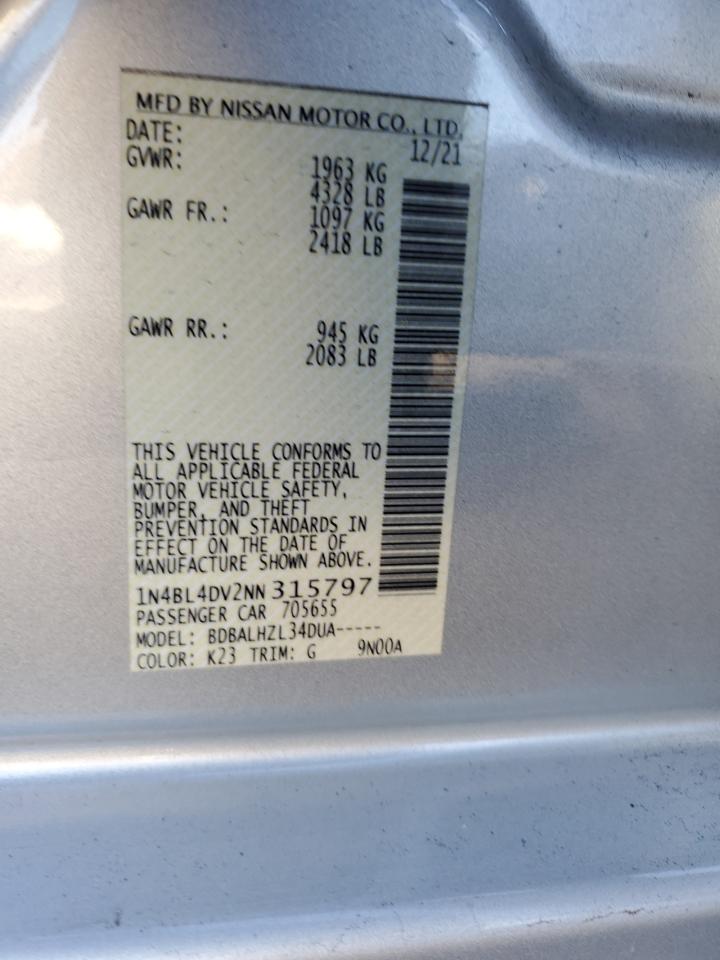 MFD BY NISSAN MOTOR CO., LTD.
DATE: 12/21
GVWR: 1963 KG
4328 LB
GAWR FR.: 1097 KG
2418 LB
GAWR RR.: 945 KG
2083 LB
THIS VEHICLE CONFORMS TO
ALL APPLICABLE FEDERAL
MOTOR VEHICLE SAFETY,
BUMPER, AND THEFT
PREVENTION STANDARDS IN
EFFECT ON THE DATE OF
MANUFACTURE SHOWN ABOVE.
1N4BL4DV2NN315797
PASSENGER CAR 705655
MODEL: BDBALHZL34DUA-----
COLOR: K23 TRIM: G 9N00A